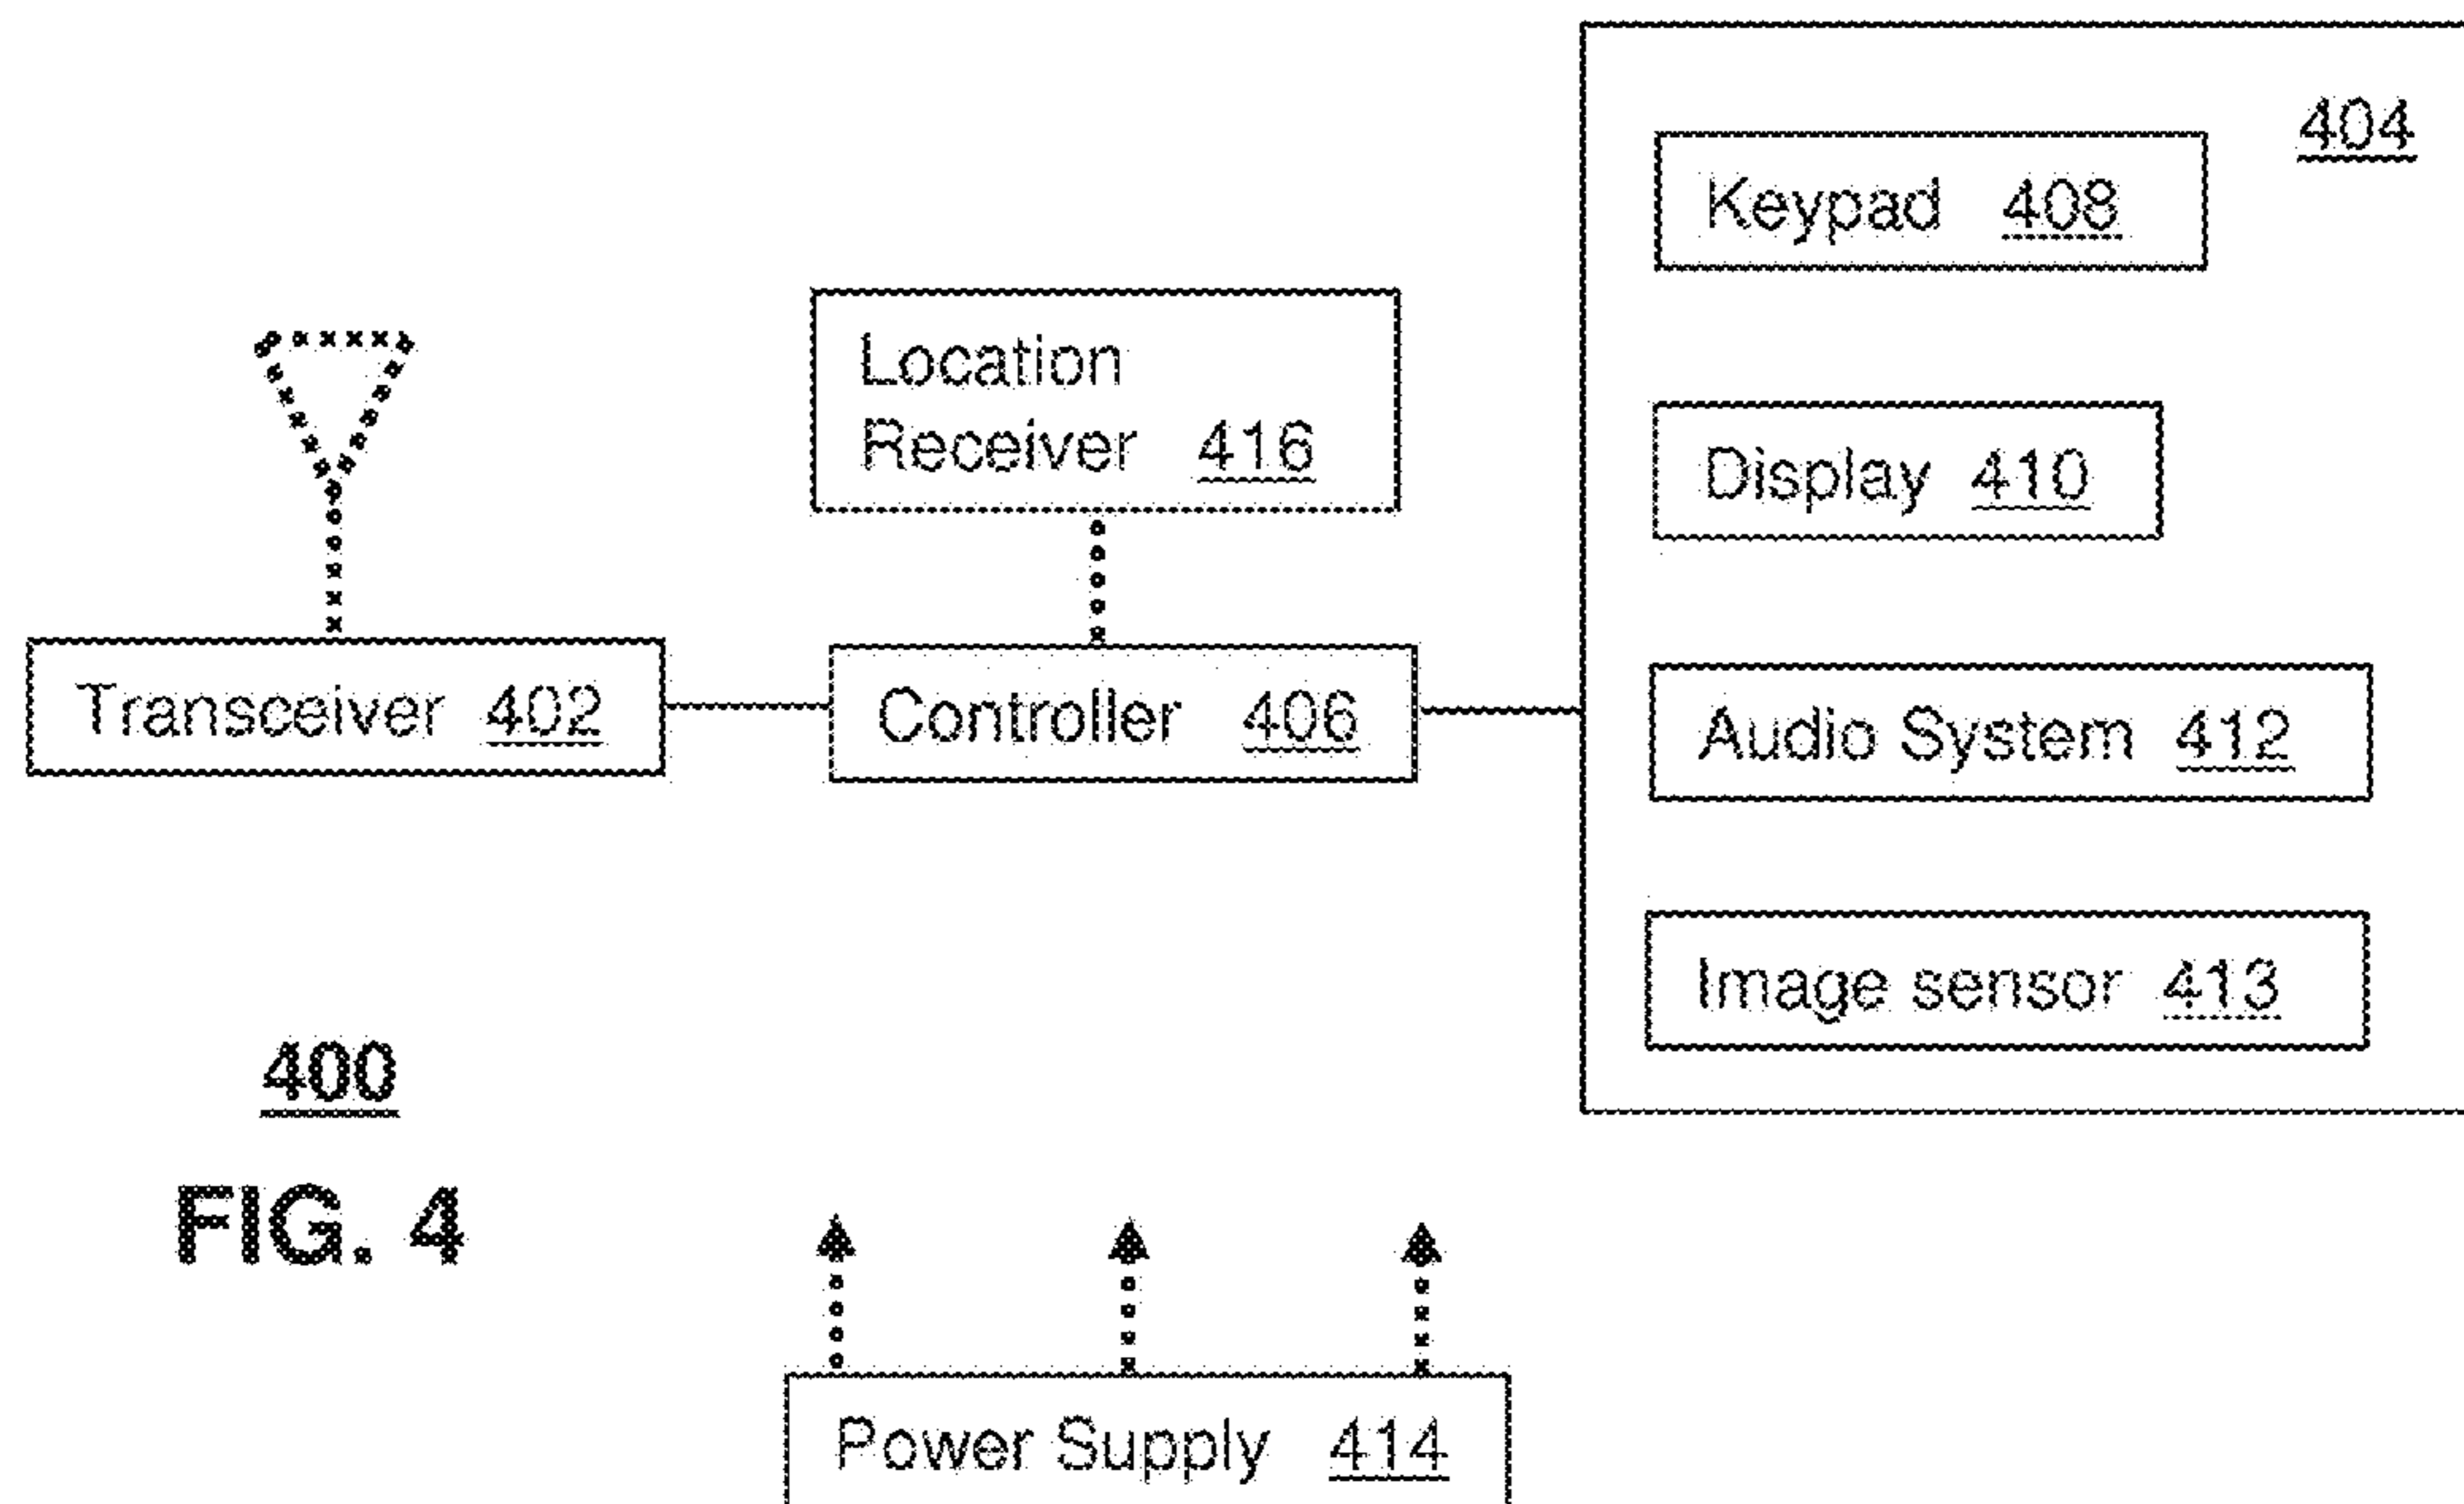 404
Keypad 408
Location
Receiver 416
Display 410
Transceiver 402
Controller 406
Audio System 412
Image sensor 413
400
FIG. 4
Power Supply 414